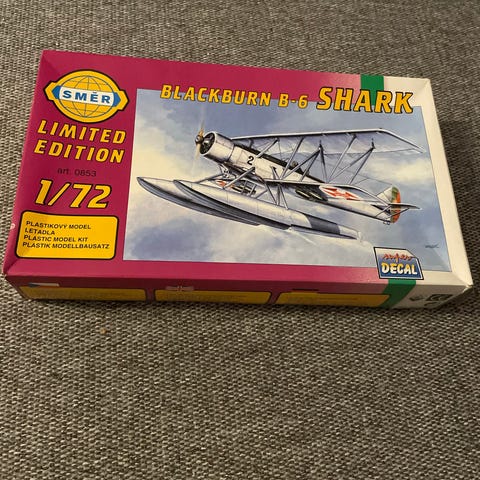 SMĚR
LIMITED
EDITION
art. 0853
1/72
PLASTIKOVÝ MODEL
LETADLA
PLASTIC MODEL KIT
PLASTIK MODELLBAUSATZ
BLACKBURN B-6 SHARK
2
super
DECAL